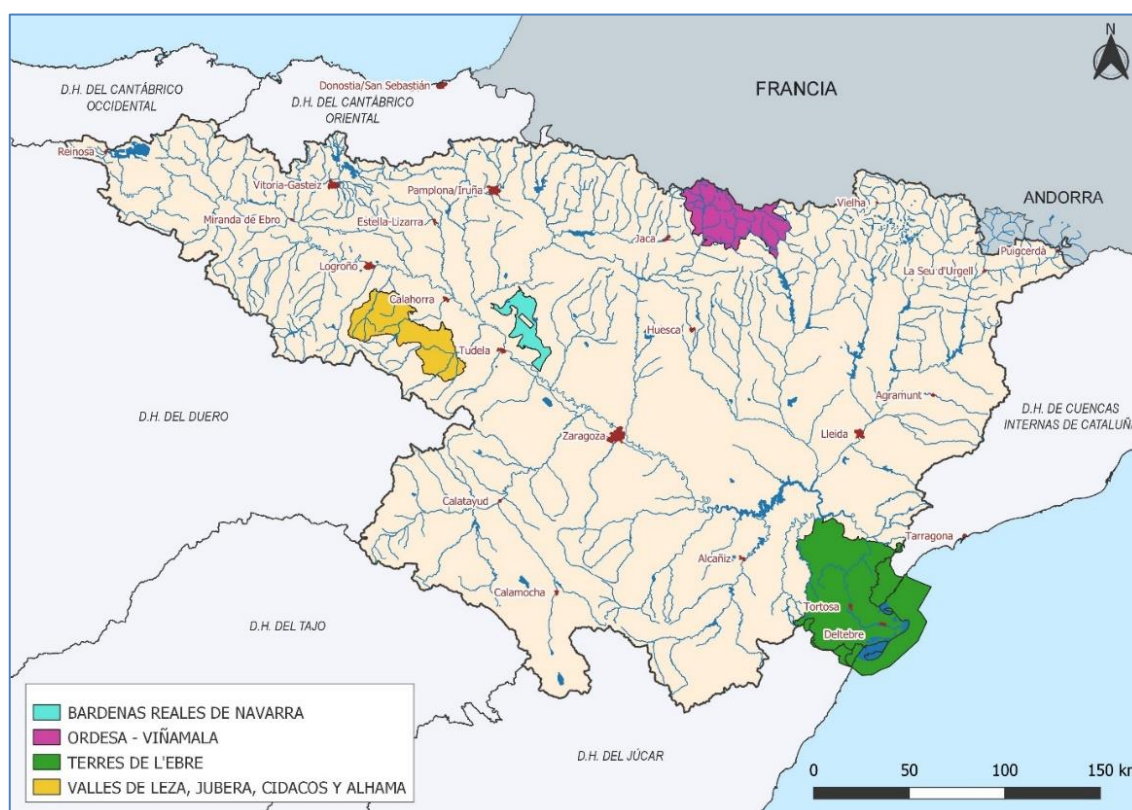 N
FRANCIA
ANDORRA
D.H. DEL CANTÁBRICO
OCCIDENTAL
D.H. DEL CANTÁBRICO
ORIENTAL
Donostia/San Sebastián
Reinosa
Vitoria-Gasteiz
Pamplona/Iruña
Miranda de Ebro
Estella-Lizarra
Vielha
Jaca
Puigcerdà
La Seu d'Urgell
Logroño
Calahorra
Huesca
Tudela
Agramunt
D.H. DEL DUERO
D.H. DE CUENCAS
INTERNAS DE CATALUÑ
Zaragoza
Lleida
Calatayud
Tarragona
Alcañiz
Calamocha
Tortosa
Deltebre
D.H. DEL TAJO
D.H. DEL JÚCAR
BARDENAS REALES DE NAVARRA
ORDESA - VIÑAMALA
TERRES DE L'EBRE
VALLES DE LEZA, JUBERA, CIDACOS Y ALHAMA
0 50 100 150 km